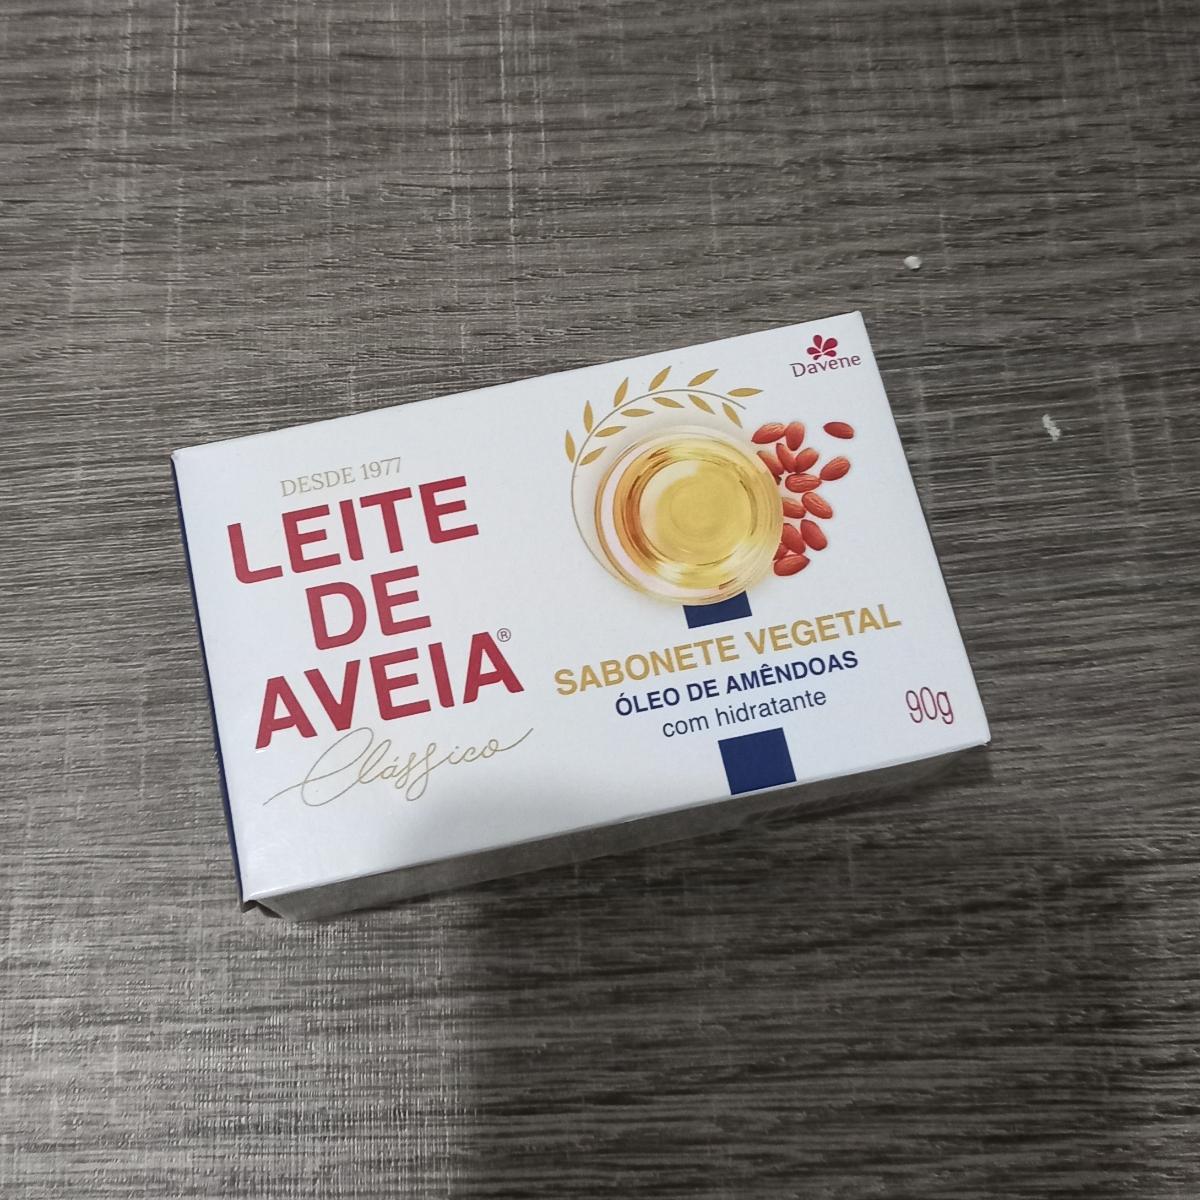 Davene
DESDE 1977
LEITE
DE
AVEIA®
Clássico
SABONETE VEGETAL
ÓLEO DE AMÊNDOAS
com hidratante
90g